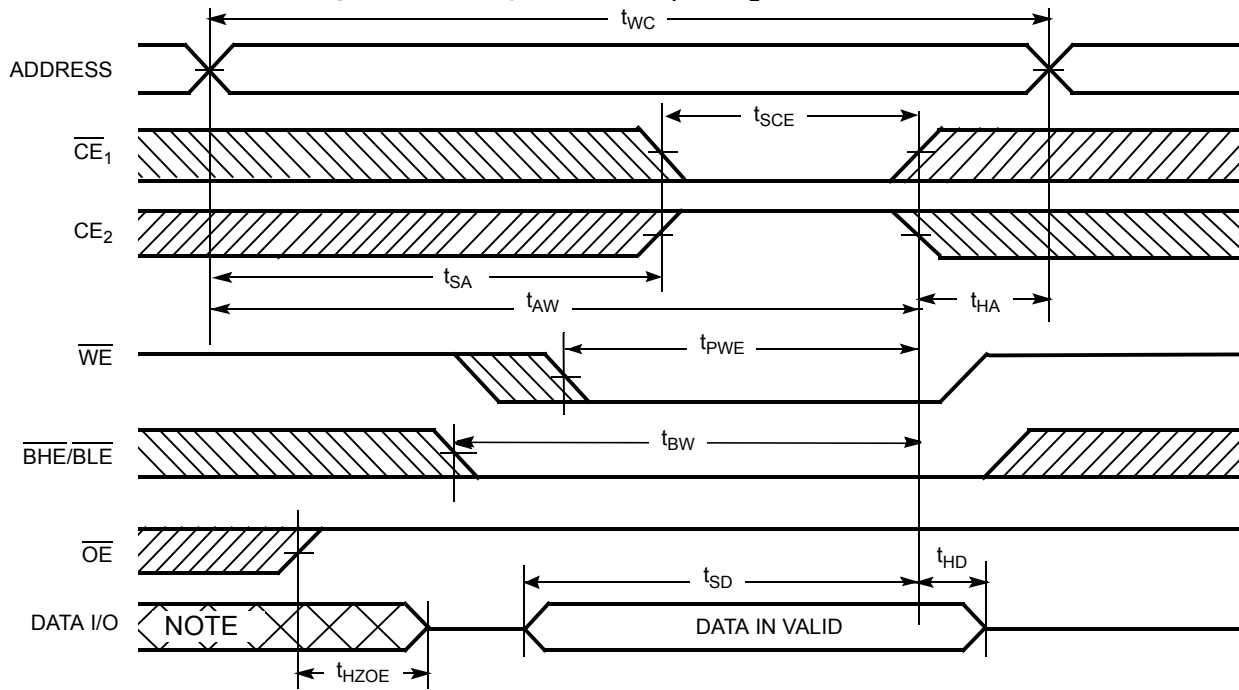 tWC
ADDRESS
tSCE
CE1
CE2
tSA
tAW
tHA
WE
tPWE
BHE/BLE
tBW
OE
tHD
tSD
DATA I/O
NOTE
DATA IN VALID
tHZOE